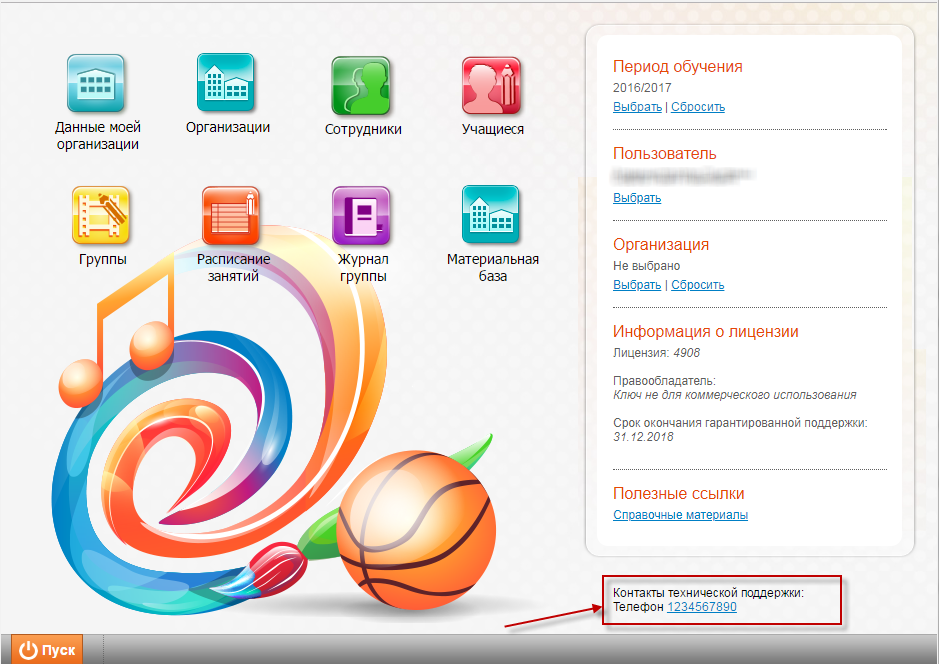 Данные моей
организации
Организации
Сотрудники
Учащиеся
Группы
Расписание
занятий
Журнал
группы
Материальная
база
Период обучения
2016/2017
Выбрать | Сбросить
Пользователь
Выбрать
Организация
Не выбрано
Выбрать | Сбросить
Информация о лицензии
Лицензия: 4908
Правообладатель:
Ключ не для коммерческого использования
Срок окончания гарантированной поддержки:
31.12.2018
Полезные ссылки
Справочные материалы
Контакты технической поддержки:
Телефон 1234567890
Пуск